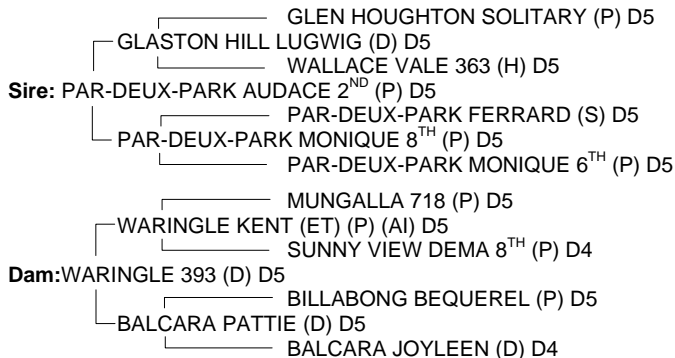 GLEN HOUGHTON SOLITARY (P) D5
GLASTON HILL LUGWIG (D) D5
WALLACE VALE 363 (H) D5
Sire: PAR-DEUX-PARK AUDACE 2ND (P) D5
PAR-DEUX-PARK FERRARD (S) D5
PAR-DEUX-PARK MONIQUE 8TH (P) D5
PAR-DEUX-PARK MONIQUE 6TH (P) D5
MUNGALLA 718 (P) D5
WARINGLE KENT (ET) (P) (AI) D5
SUNNY VIEW DEMA 8TH (P) D4
Dam:WARINGLE 393 (D) D5
BILLABONG BEQUEREL (P) D5
BALCARA PATTIE (D) D5
BALCARA JOYLEEN (D) D4